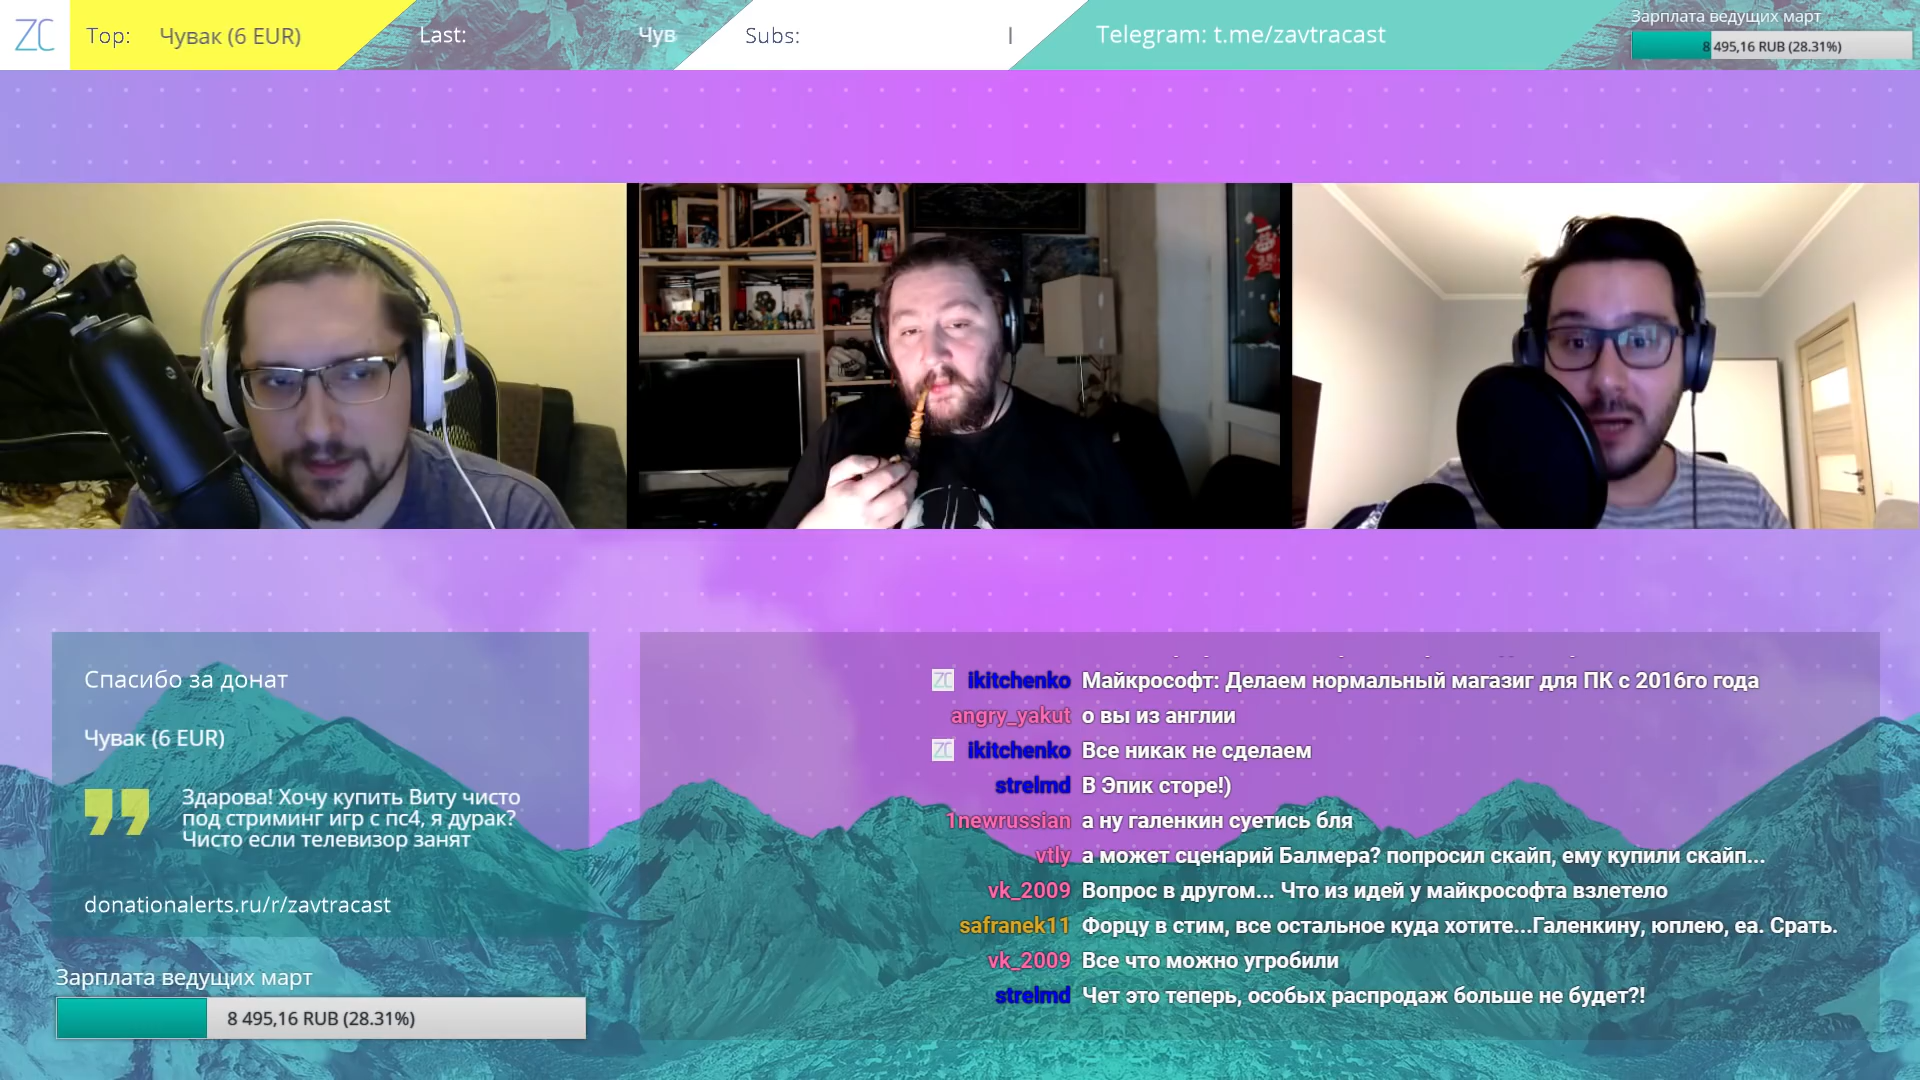 ZC
Top: Чувак (6 EUR)
Last: Чув
Subs:
Telegram: t.me/zavtracast
Зарплата ведущих март
8 495,16 RUB (28.31%)
Спасибо за донат
Чувак (6 EUR)
Здарова! Хочу купить Виту чисто
под стриминг игр с пс4, я дурак?
Чисто если телевизор занят
donationalerts.ru/r/zavtracast
Зарплата ведущих март
8 495,16 RUB (28.31%)
ZC ikitchenko Майкрософт: Делаем нормальный магазиг для ПК с 2016го года
angry_yakut о вы из англии
ZC ikitchenko Все никак не сделаем
strelmd В Эпик сторе!)
1newrussian а ну галенкин суетись бля
vtly а может сценарий Балмера? попросил скайп, ему купили скайп...
vk_2009 Вопрос в другом... Что из идей у майкрософта взлетело
safranek11 Форцу в стим, все остальное куда хотите...Галенкину, юплею, еа. Срать.
vk_2009 Все что можно угробили
strelmd Чет это теперь, особых распродаж больше не будет?!